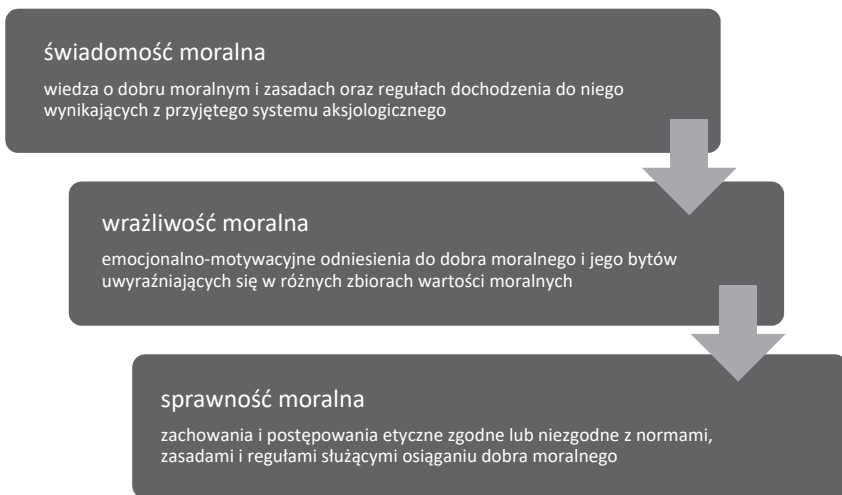 świadomość moralna
wiedza o dobru moralnym i zasadach oraz regułach dochodzenia do niego
wynikających z przyjętego systemu aksjologicznego
wrażliwość moralna
emocjonalno-motywacyjne odniesienia do dobra moralnego i jego bytów
uwyraźniających się w różnych zbiorach wartości moralnych
sprawność moralna
zachowania i postępowania etyczne zgodne lub niezgodne z normami,
zasadami i regułami służącymi osiąganiu dobra moralnego